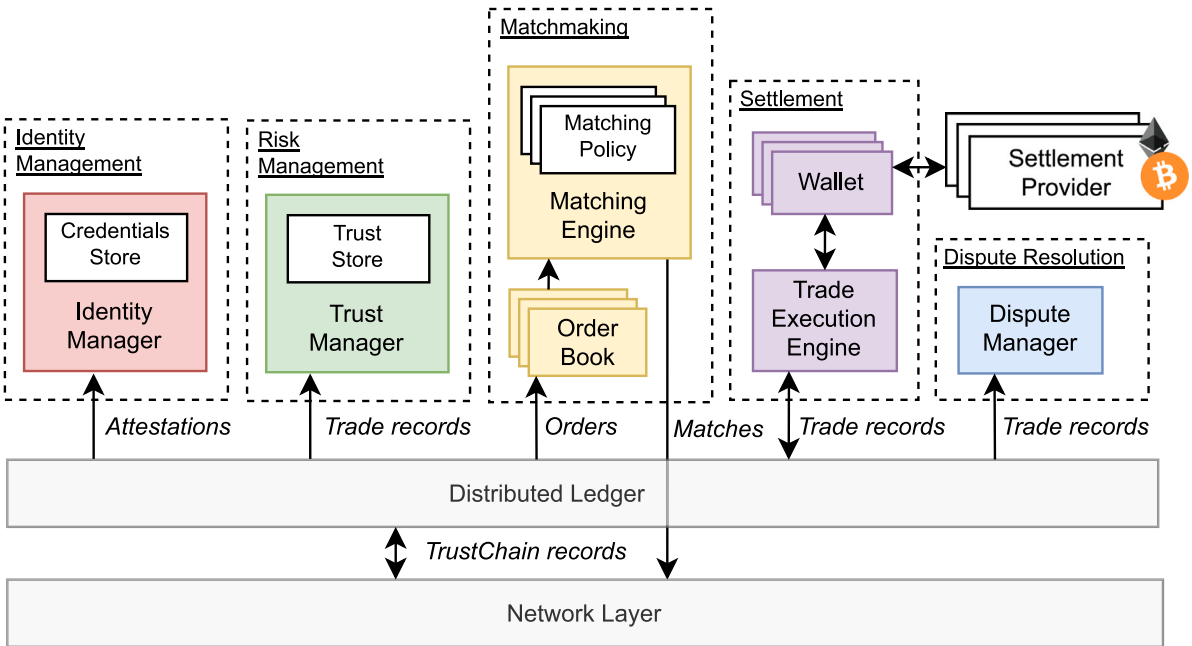 Identity
Management
Credentials
Store
Identity
Manager
Risk
Management
Trust
Store
Trust
Manager
Matchmaking
Matching
Policy
Matching
Engine
Order
Book
Settlement
Wallet
Trade
Execution
Engine
Settlement
Provider
Dispute Resolution
Dispute
Manager
Attestations
Trade records
Orders
Matches
Trade records
Trade records
Distributed Ledger
TrustChain records
Network Layer